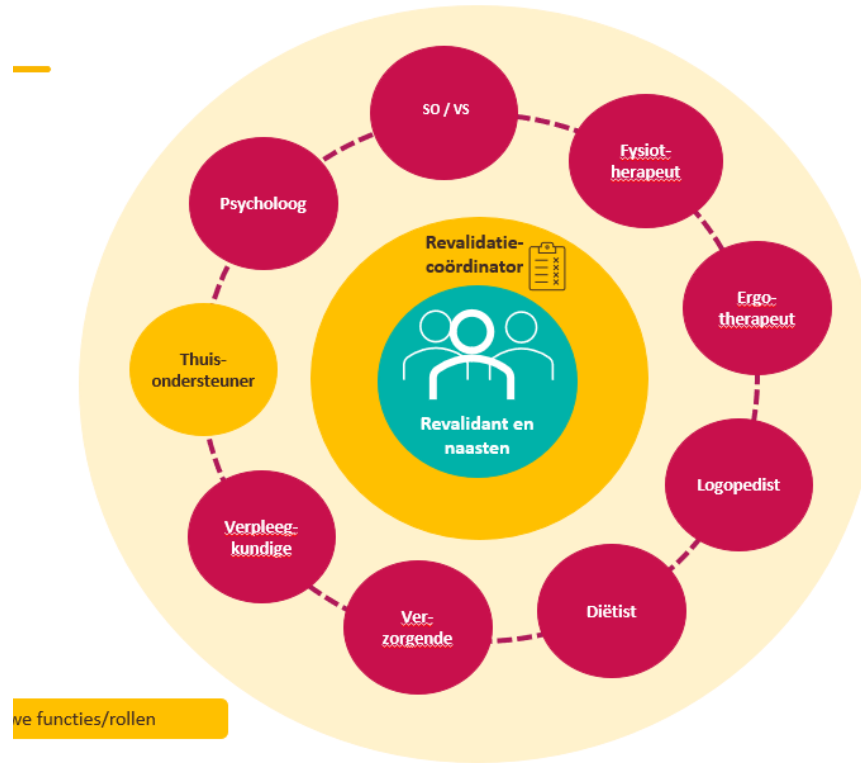 SO / VS
Fysiot-
herapeut
Psycholoog
Revalidatie-
coördinator
Ergo-
therapeut
Thuis-
ondersteuner
Revalidant en
naasten
Logopedist
Verpleeg-
kundige
Diëtist
Ver-
zorgende
we functies/rollen